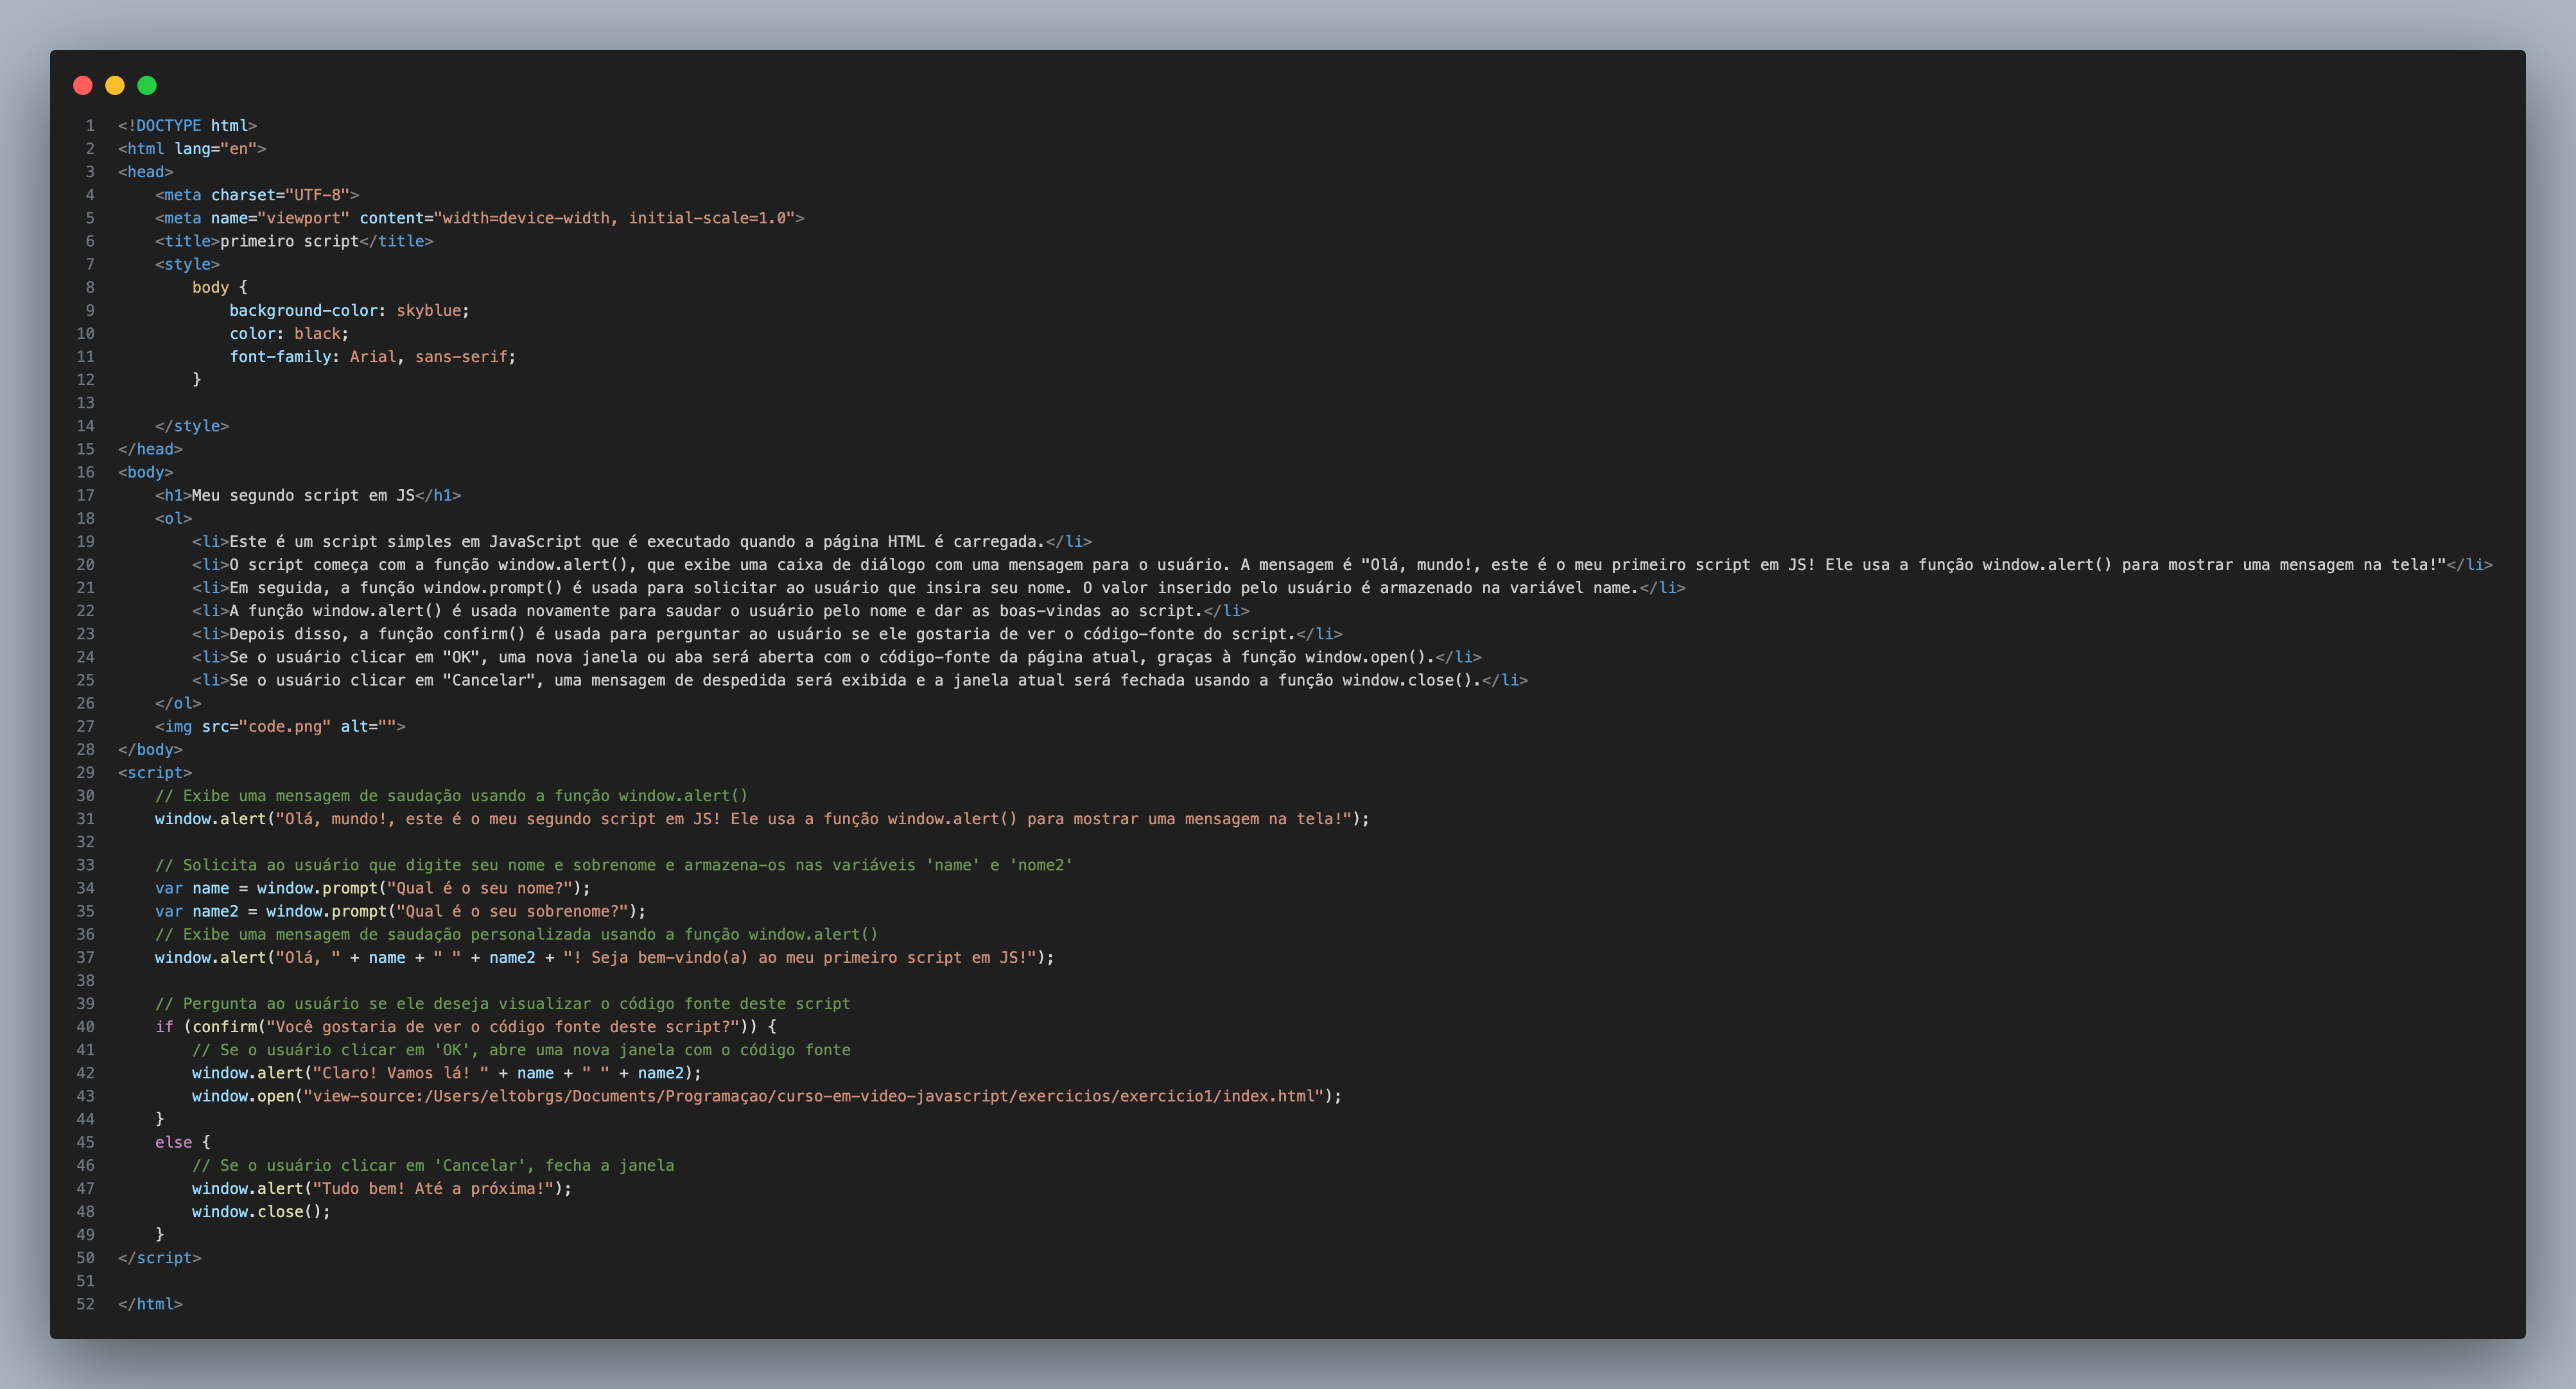 1 <!DOCTYPE html>
2 <html lang="en">
3 <head>
4     <meta charset="UTF-8">
5     <meta name="viewport" content="width=device-width, initial-scale=1.0">
6     <title>primeiro script</title>
7     <style>
8         body {
9             background-color: skyblue;
10             color: black;
11             font-family: Arial, sans-serif;
12         }
13
14     </style>
15 </head>
16 <body>
17     <h1>Meu segundo script em JS</h1>
18     <ol>
19         <li>Este é um script simples em JavaScript que é executado quando a página HTML é carregada.</li>
20         <li>O script começa com a função window.alert(), que exibe uma caixa de diálogo com uma mensagem para o usuário. A mensagem é "Olá, mundo!, este é o meu primeiro script em JS! Ele usa a função window.alert() para mostrar uma mensagem na tela!"</li>
21         <li>Em seguida, a função window.prompt() é usada para solicitar ao usuário que insira seu nome. O valor inserido pelo usuário é armazenado na variável name.</li>
22         <li>A função window.alert() é usada novamente para saudar o usuário pelo nome e dar as boas-vindas ao script.</li>
23         <li>Depois disso, a função confirm() é usada para perguntar ao usuário se ele gostaria de ver o código-fonte do script.</li>
24         <li>Se o usuário clicar em "OK", uma nova janela ou aba será aberta com o código-fonte da página atual, graças à função window.open().</li>
25         <li>Se o usuário clicar em "Cancelar", uma mensagem de despedida será exibida e a janela atual será fechada usando a função window.close().</li>
26     </ol>
27     <img src="code.png" alt="">
28 </body>
29 <script>
30     // Exibe uma mensagem de saudação usando a função window.alert()
31     window.alert("Olá, mundo!, este é o meu segundo script em JS! Ele usa a função window.alert() para mostrar uma mensagem na tela!");
32
33     // Solicita ao usuário que digite seu nome e sobrenome e armazena-os nas variáveis 'name' e 'nome2'
34     var name = window.prompt("Qual é o seu nome?");
35     var name2 = window.prompt("Qual é o seu sobrenome?");
36     // Exibe uma mensagem de saudação personalizada usando a função window.alert()
37     window.alert("Olá, " + name + " " + name2 + "! Seja bem-vindo(a) ao meu primeiro script em JS!");
38
39     // Pergunta ao usuário se ele deseja visualizar o código fonte deste script
40     if (confirm("Você gostaria de ver o código fonte deste script?")) {
41         // Se o usuário clicar em 'OK', abre uma nova janela com o código fonte
42         window.alert("Claro! Vamos lá! " + name + " " + name2);
43         window.open("view-source:/Users/eltobrgs/Documents/Programaçao/curso-em-video-javascript/exercicios/exercicio1/index.html");
44     }
45     else {
46         // Se o usuário clicar em 'Cancelar', fecha a janela
47         window.alert("Tudo bem! Até a próxima!");
48         window.close();
49     }
50 </script>
51
52 </html>